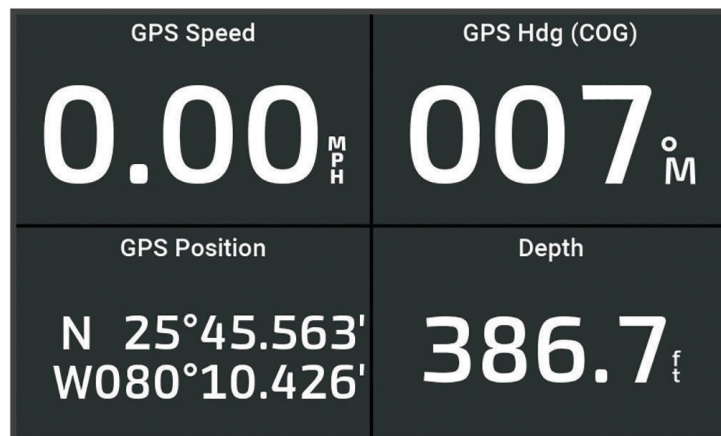 GPS Speed
0.00 MPH
GPS Hdg (COG)
007 °M
GPS Position
N 25°45.563'
W080°10.426'
Depth
386.7 ft